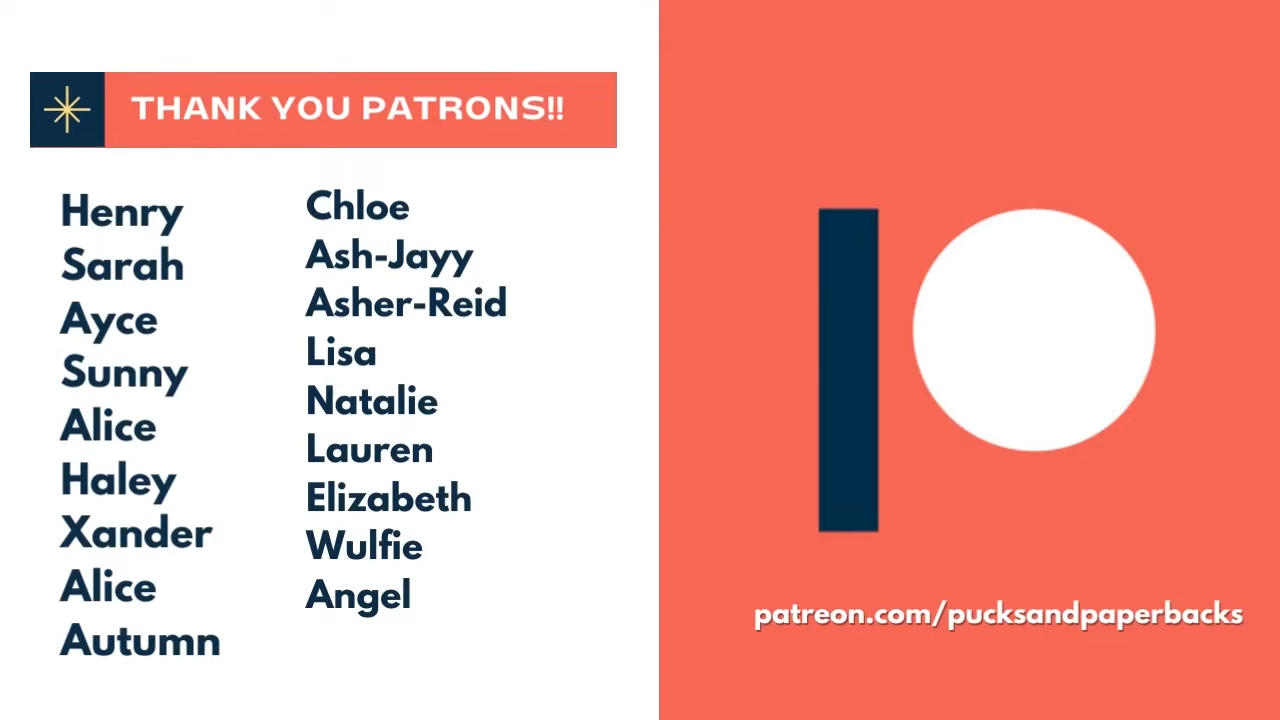 THANK YOU PATRONS!!
Henry
Sarah
Ayce
Sunny
Alice
Haley
Xander
Alice
Autumn
Chloe
Ash-Jayy
Asher-Reid
Lisa
Natalie
Lauren
Elizabeth
Wulfie
Angel
patreon.com/pucksandpaperbacks